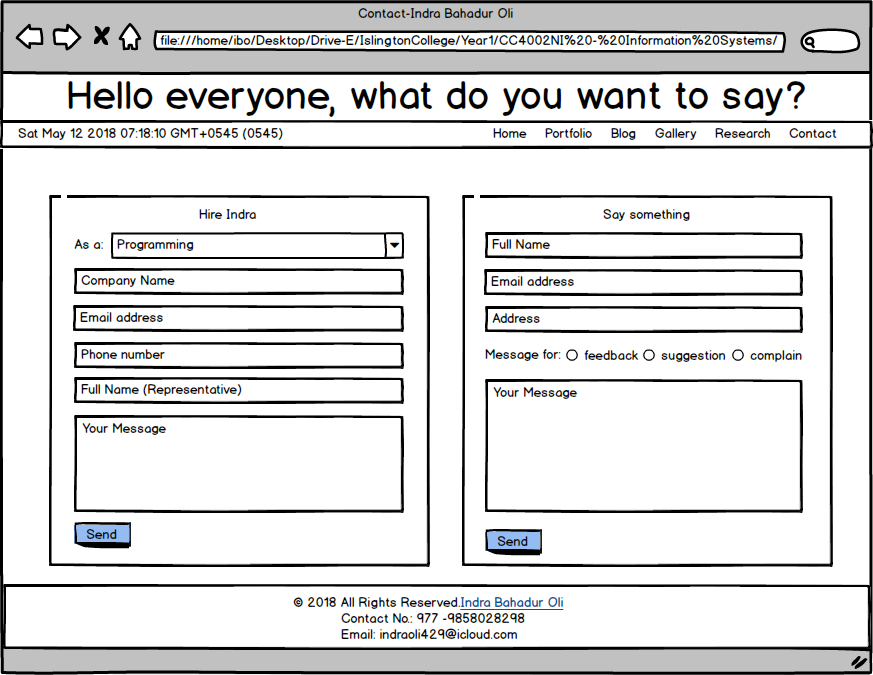 Contact-Indra Bahadur Oli
file:///home/ibo/Desktop/Drive-E/IslingtonCollege/Year1/CC4002NI%20-%20Information%20Systems/
Hello everyone, what do you want to say?
Sat May 12 2018 07:18:10 GMT+0545 (0545) Home Portfolio Blog Gallery Research Contact
Hire Indra
As a: Programming
Company Name
Email address
Phone number
Full Name (Representative)
Your Message
Send
Say something
Full Name
Email address
Address
Message for: feedback suggestion complain
Your Message
Send
© 2018 All Rights Reserved.Indra Bahadur Oli
Contact No.: 977 -9858028298
Email: indraoli429@icloud.com